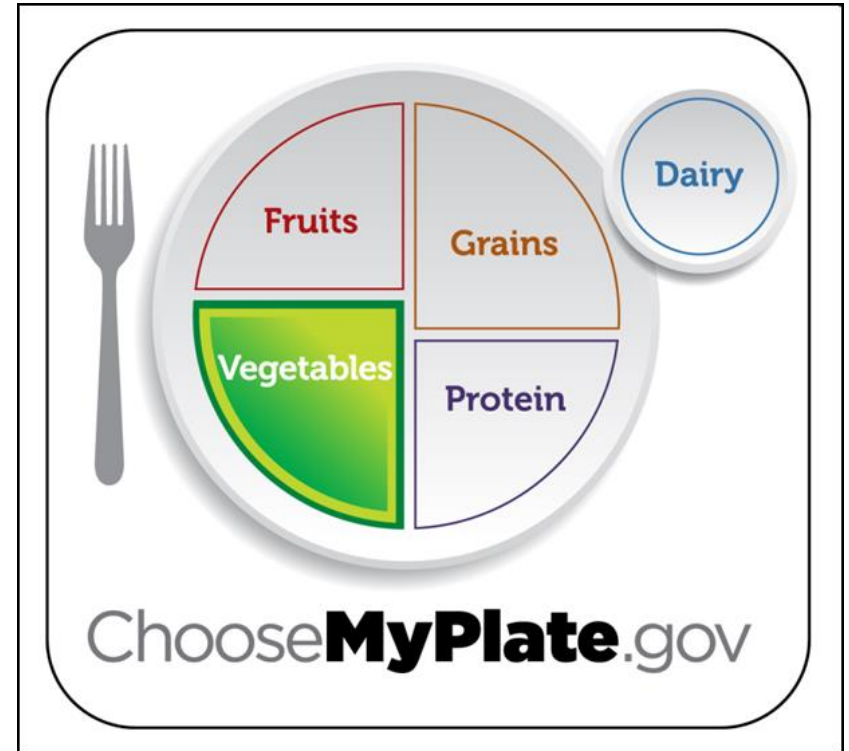 Dairy
Fruits
Grains
Vegetables
Protein
ChooseMyPlate.gov